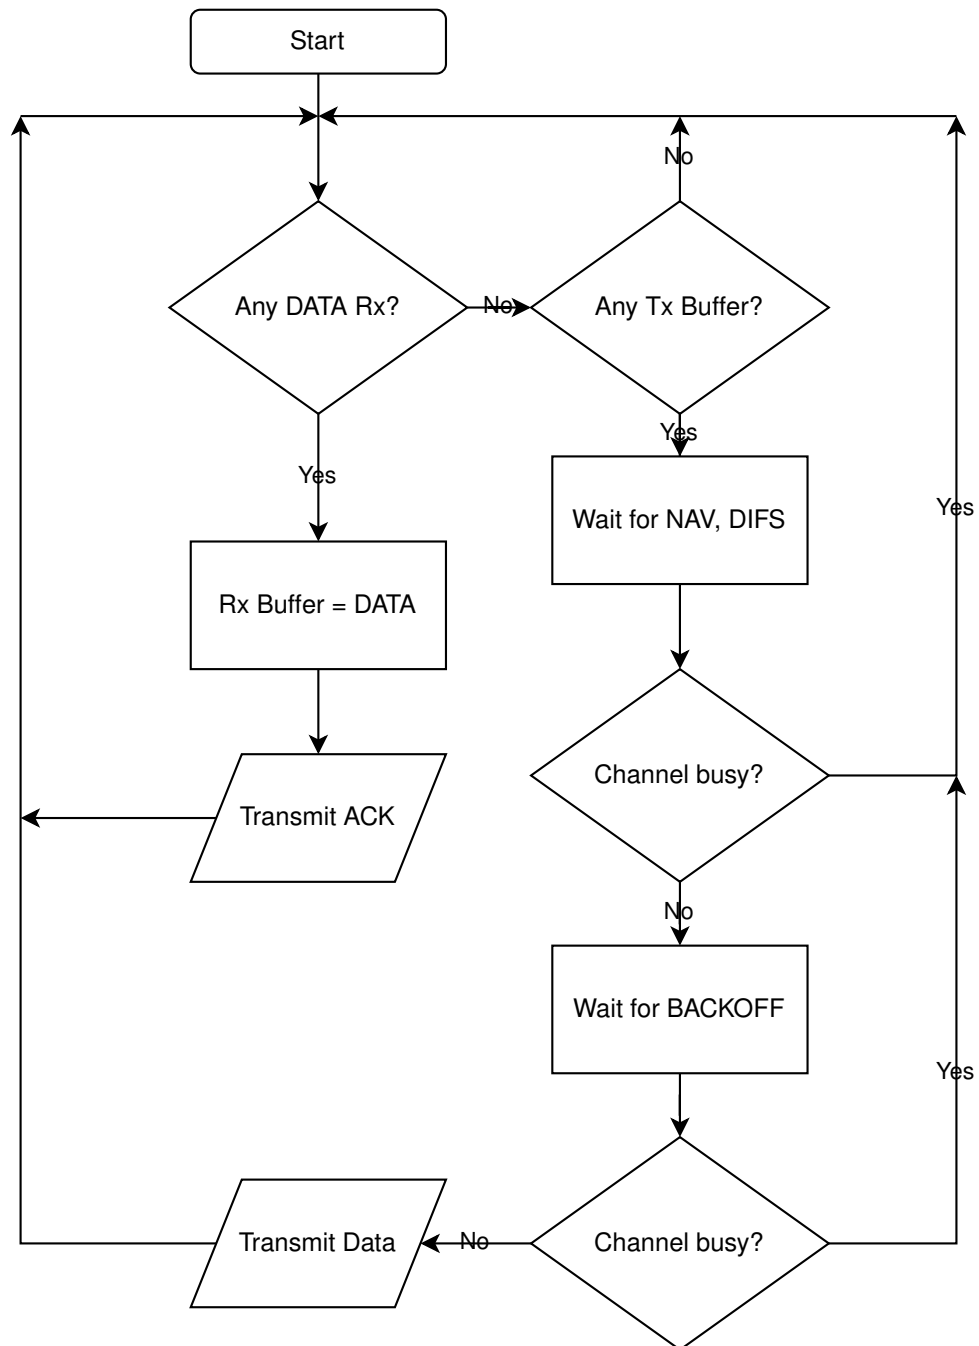 Start
No
Any DATA Rx?
No
Any Tx Buffer?
Yes
Yes
Wait for NAV, DIFS
Yes
Rx Buffer = DATA
Channel busy?
Transmit ACK
No
Wait for BACKOFF
Yes
Transmit Data
No
Channel busy?